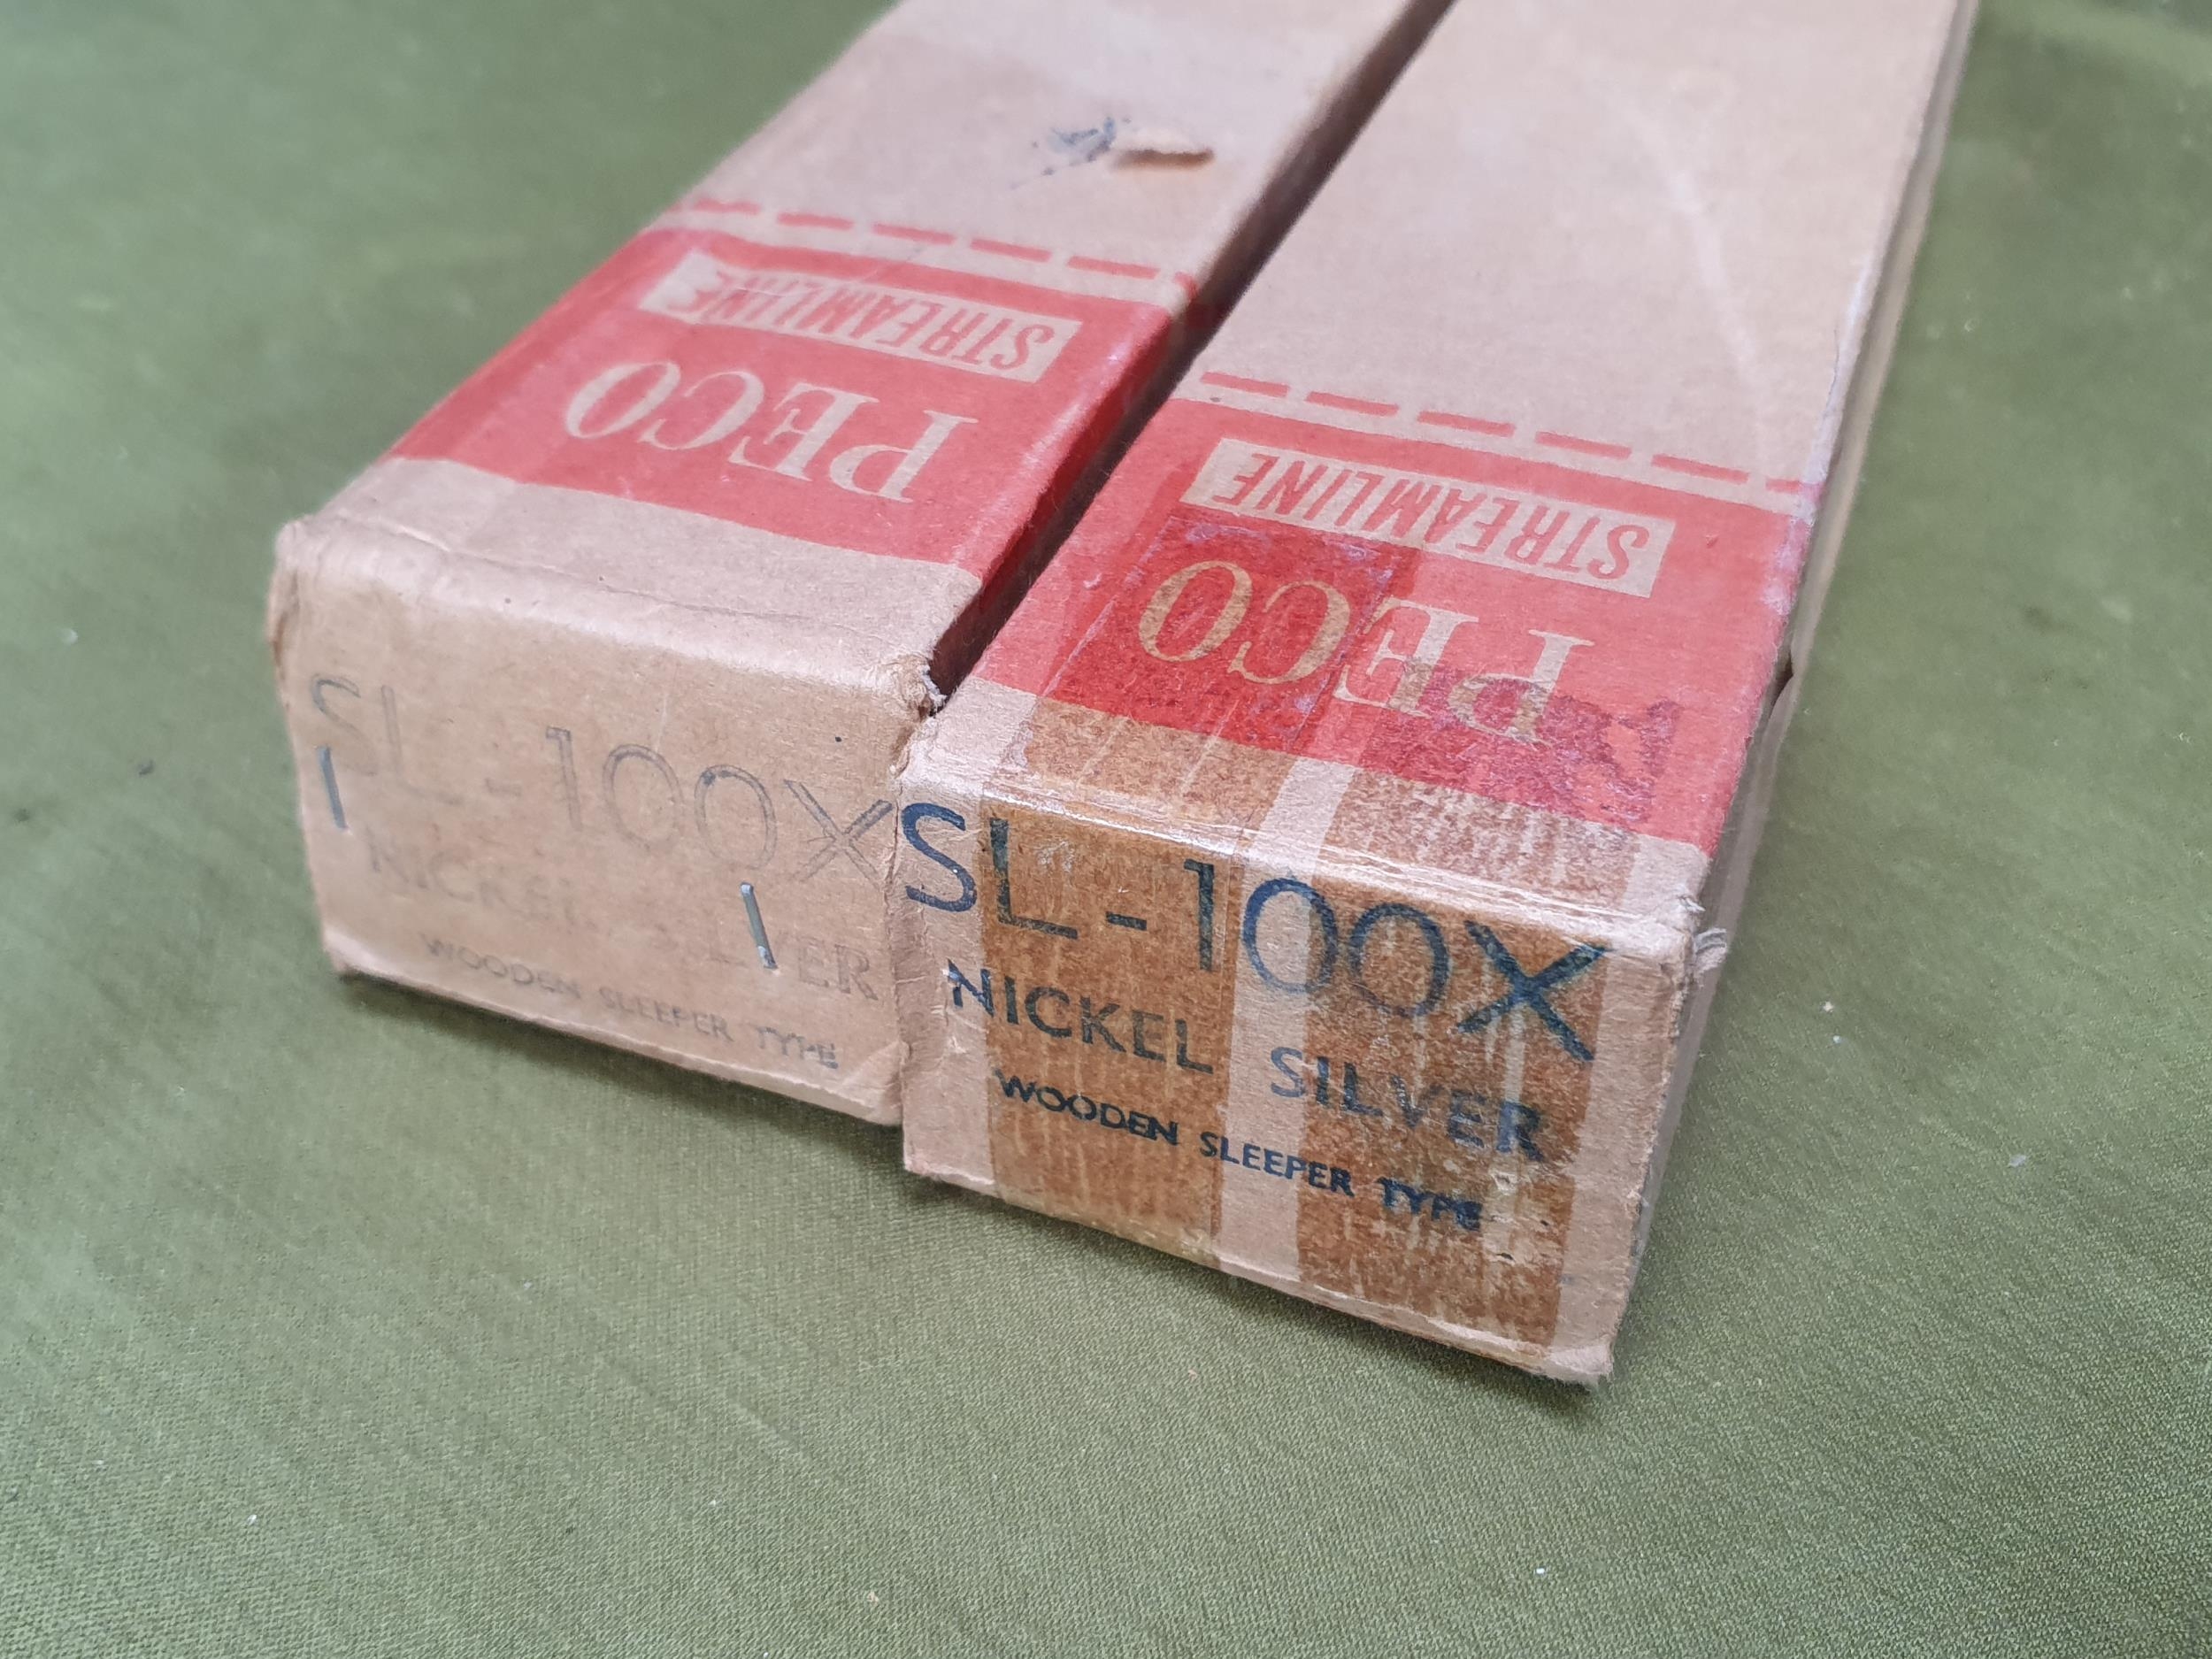 STREAMLINE
PECO
SL-100X
NICKEL SILVER
WOODEN SLEEPER TYPE
STREAMLINE
PECO
SL-100X
NICKEL SILVER
WOODEN SLEEPER TYPE